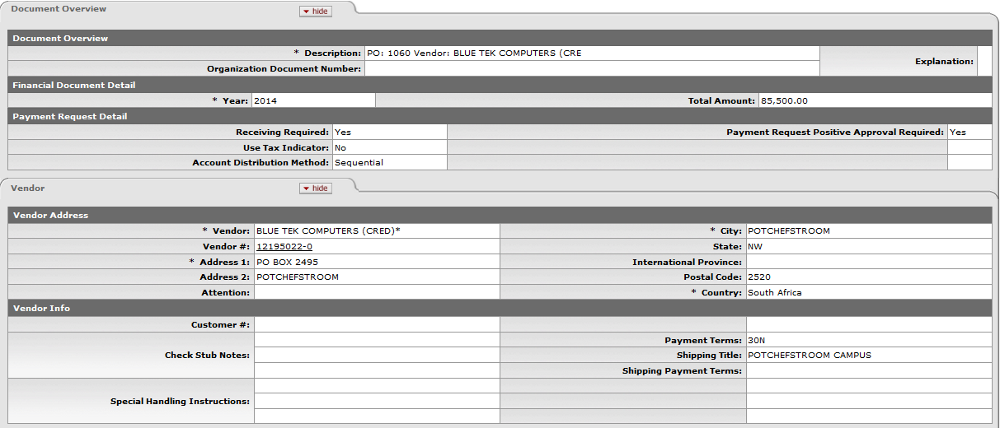 Document Overview hide
Document Overview
* Description: PO: 1060 Vendor: BLUE TEK COMPUTERS (CRE Explanation:
Organization Document Number:
Financial Document Detail
* Year: 2014 Total Amount: 85,500.00
Payment Request Detail
Receiving Required: Yes Payment Request Positive Approval Required: Yes
Use Tax Indicator: No
Account Distribution Method: Sequential
Vendor hide
Vendor Address
* Vendor: BLUE TEK COMPUTERS (CRED)* * City: POTCHEFSTROOM
Vendor #: 12195022-0 State: NW
* Address 1: PO BOX 2495 International Province:
Address 2: POTCHEFSTROOM Postal Code: 2520
Attention: * Country: South Africa
Vendor Info
Customer #:
Payment Terms: 30N
Check Stub Notes: Shipping Title: POTCHEFSTROOM CAMPUS
Shipping Payment Terms:
Special Handling Instructions: